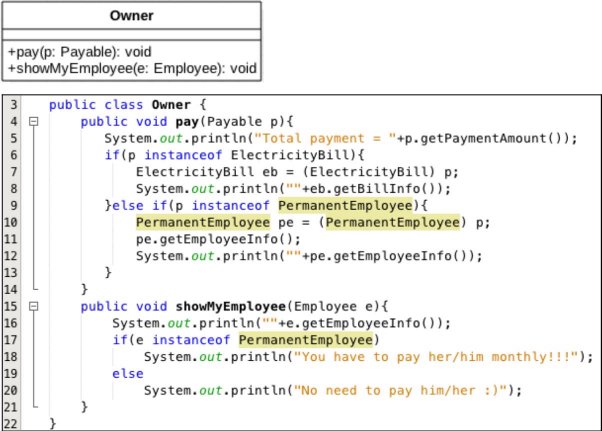 Owner
+pay(p: Payable): void
+showMyEmployee(e: Employee): void
3 public class Owner {
4 public void pay(Payable p){
5 System.out.println("Total payment = "+p.getPaymentAmount());
6 if(p instanceof ElectricityBill){
7 ElectricityBill eb = (ElectricityBill) p;
8 System.out.println(""+eb.getBillInfo());
9 }else if(p instanceof PermanentEmployee){
10 PermanentEmployee pe = (PermanentEmployee) p;
11 pe.getEmployeeInfo();
12 System.out.println(""+pe.getEmployeeInfo());
13 }
14 }
15 public void showMyEmployee(Employee e){
16 System.out.println(""+e.getEmployeeInfo());
17 if(e instanceof PermanentEmployee)
18 System.out.println("You have to pay her/him monthly!!!");
19 else
20 System.out.println("No need to pay him/her :)");
21 }
22 }